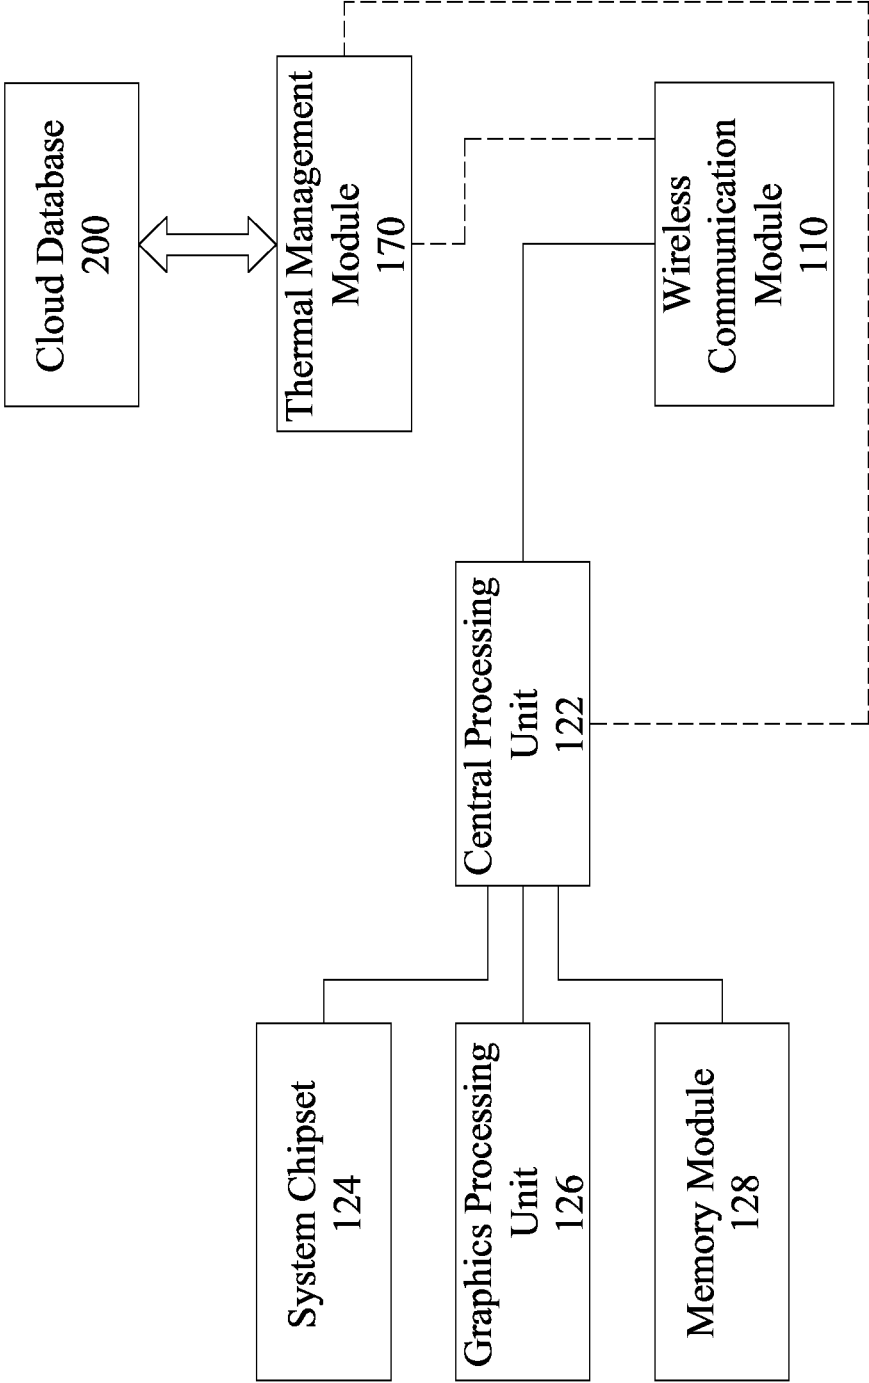 Cloud Database
200
Thermal Management
Module
170
Wireless
Communication
Module
110
Central Processing
Unit
122
System Chipset
124
Graphics Processing
Unit
126
Memory Module
128